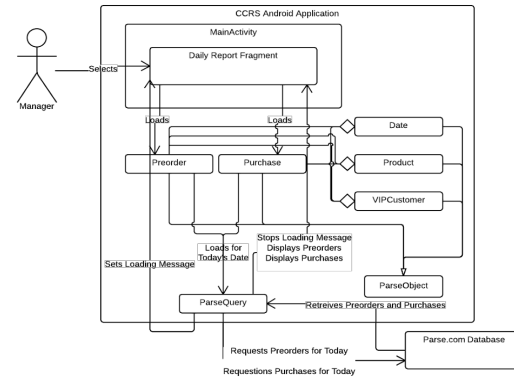 CCRS Android Application
MainActivity
Daily Report Fragment
Selects
Manager
Loads
Loads
Date
Preorder
Purchase
Product
VIPCustomer
Sets Loading Message
Loads for
Today's Date
Stops Loading Message
Displays Preorders
Displays Purchases
ParseObject
ParseQuery
Retreives Preorders and Purchases
Parse.com Database
Requests Preorders for Today
Requestions Purchases for Today